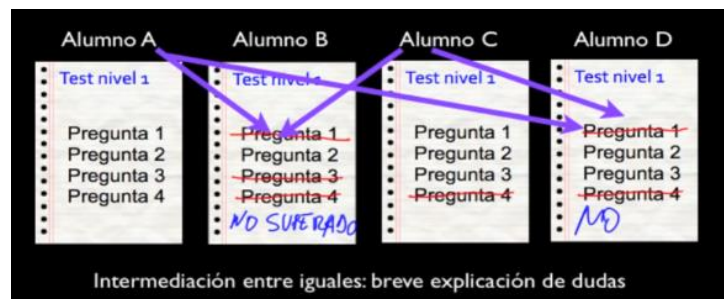 Alumno A
Alumno B
Alumno C
Alumno D
Test nivel 1
Pregunta 1
Pregunta 2
Pregunta 3
Pregunta 4
Test nivel 1
Pregunta 1
Pregunta 2
Pregunta 3
Pregunta 4
NO SUPERADO
Test nivel 1
Pregunta 1
Pregunta 2
Pregunta 3
Pregunta 4
Test nivel 1
Pregunta 1
Pregunta 2
Pregunta 3
Pregunta 4
NO
Intermediación entre iguales: breve explicación de dudas